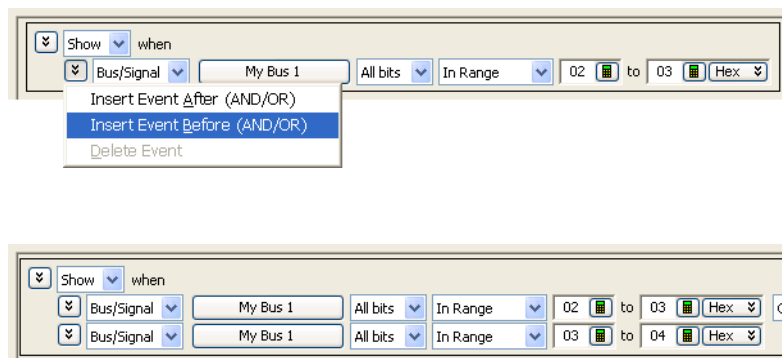 Show when
Bus/Signal My Bus 1 All bits In Range 02 to 03 Hex
Insert Event After (AND/OR)
Insert Event Before (AND/OR)
Delete Event
Show when
Bus/Signal My Bus 1 All bits In Range 02 to 03 Hex
Bus/Signal My Bus 1 All bits In Range 03 to 04 Hex